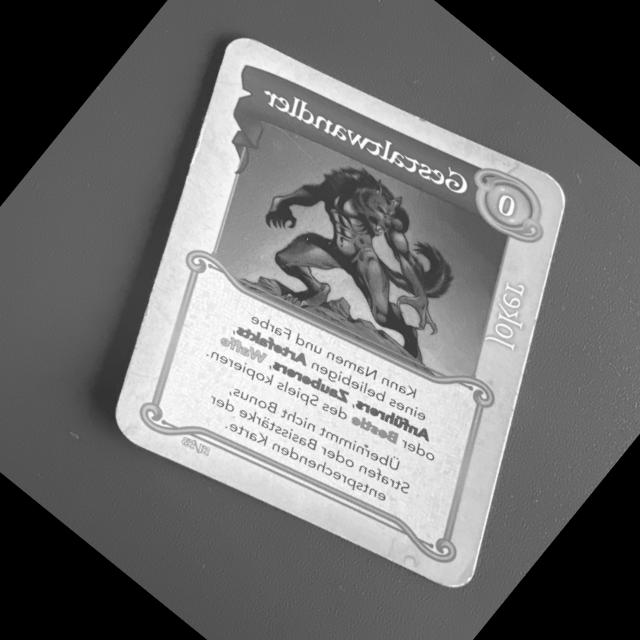 Gestaltwandler
0
Joker
Kann Namen und Farbe
eines beliebigen Artefakts,
Anführers, Zauberers, Waffe
oder Bestie des Spiels kopieren.
Übernimmt nicht Bonus,
Strafen oder Basisstärke der
entsprechenden Karte.